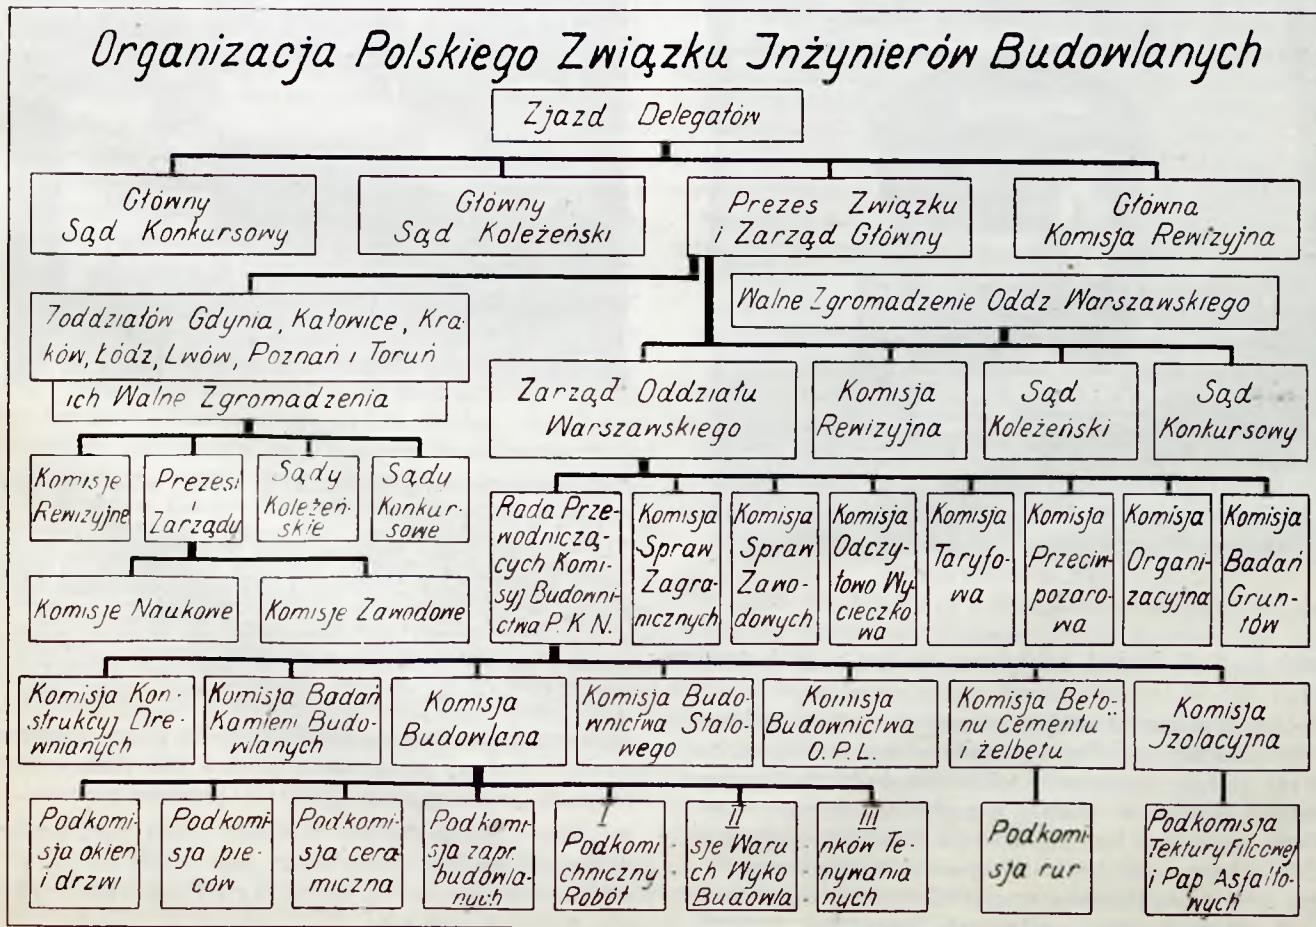 Organizacja Polskiego Związku Inżynierów Budowlanych
Zjazd Delegatów
Główny
Sąd Konkursowy
Główny
Sąd Koleżeński
Prezes Związku
i Zarząd Główny
Główna
Komisja Rewizyjna
Walne Zgromadzenie Oddz Warszawskiego
7 oddziałów Gdynia, Katowice, Kra-
ków, Łódz, Lwów, Poznań i Toruń
ich Walne Zgromadzenia
Zarząd Oddziału
Warszawskiego
Komisja
Rewizyjna
Sąd
Koleżeński
Sąd
Konkursowy
Komisje
Rewizyjne
Prezesi
i
Zarządy
Sądy
Koleżeń-
skie
Sądy
Konkur-
sowe
Komisje Naukowe
Komisje Zawodowe
Rada Prze-
wodniczą-
cych Komi-
syj Budowni-
ctwa P.K.N.
Komisja
Spraw
Zagra-
nicznych
Komisja
Spraw
Zawo-
dowych
Komisja
Odczy-
towo Wy-
cieczko
wa
Komisja
Taryfo-
wa
Komisja
Przeciw-
pozaro-
wa
Komisja
Organi-
zacyjna
Komisja
Badań
Grun-
tów
Komisja Kon-
strukcyj Dre-
wnianych
Komisja Badań
Kamieni Budo-
wlanych
Komisja
Budowlana
Komisja Budo-
wnictwa Stalo-
wego
Komisja
Budownictwa
O.P.L.
Komisja Beto-
nu Cementu
i żelbetu
Komisja
Izolacyjna
Podkomi-
sja okien
i drzwi
Podkomi
sja pie-
ców
Podkomi-
sja cera
miczna
Podkomi
sja zapr.
budowla-
nych
I II III
Podkomi sje Waru nków Te-
chniczny ch Wyko nywania
Robót Budowla nych
Podkomi
sja rur
Podkomisja
Tektury Filcowej
i Pap Asfalto-
wych